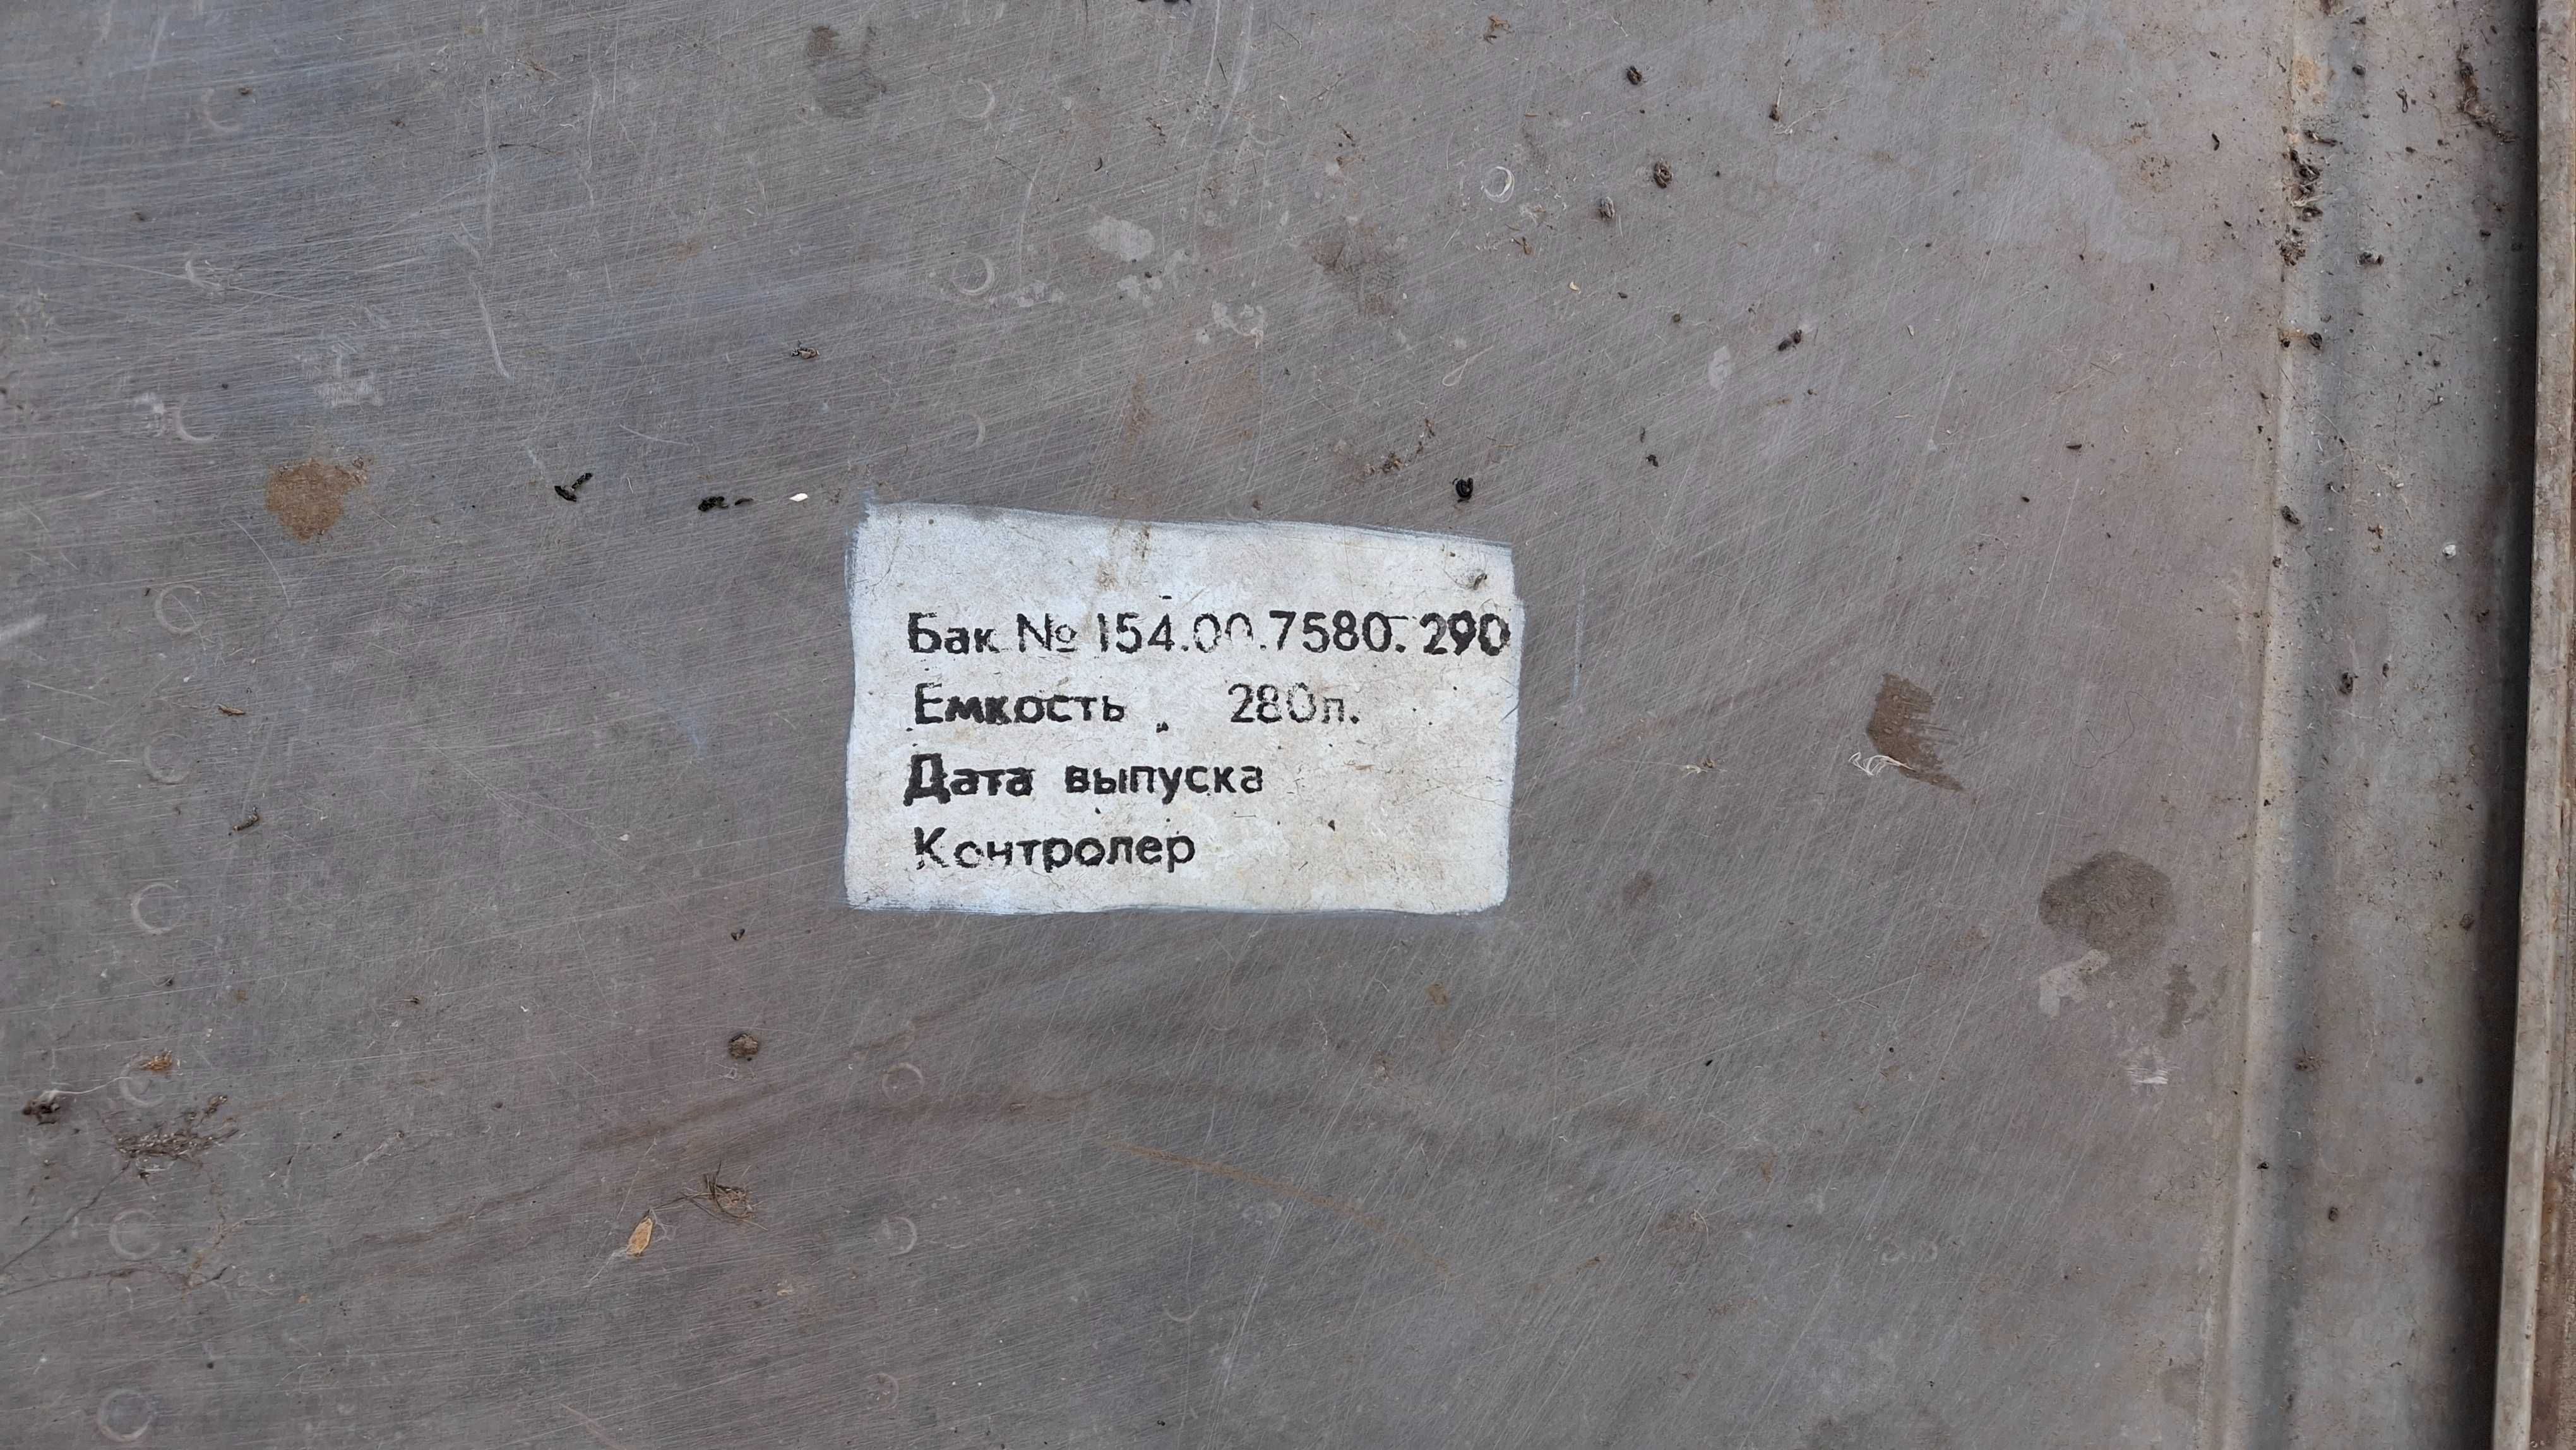 Бак № 154.00.7580.290
Емкость 280л.
Дата выпуска
Контролер